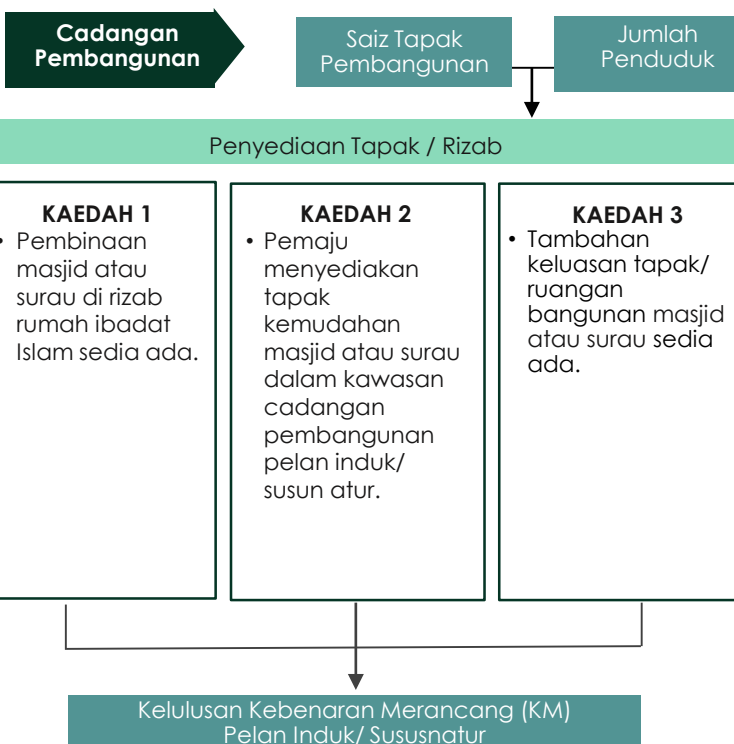 Cadangan
Pembangunan
Saiz Tapak
Pembangunan
Jumlah
Penduduk
Penyediaan Tapak / Rizab
KAEDAH 1
• Pembinaan
masjid atau
surau di rizab
rumah ibadat
Islam sedia ada.
KAEDAH 2
• Pemaju
menyediakan
tapak
kemudahan
masjid atau surau
dalam kawasan
cadangan
pembangunan
pelan induk/
susun atur.
KAEDAH 3
• Tambahan
keluasan tapak/
ruangan
bangunan masjid
atau surau sedia
ada.
Kelulusan Kebenaran Merancang (KM)
Pelan Induk/ Sususnatur